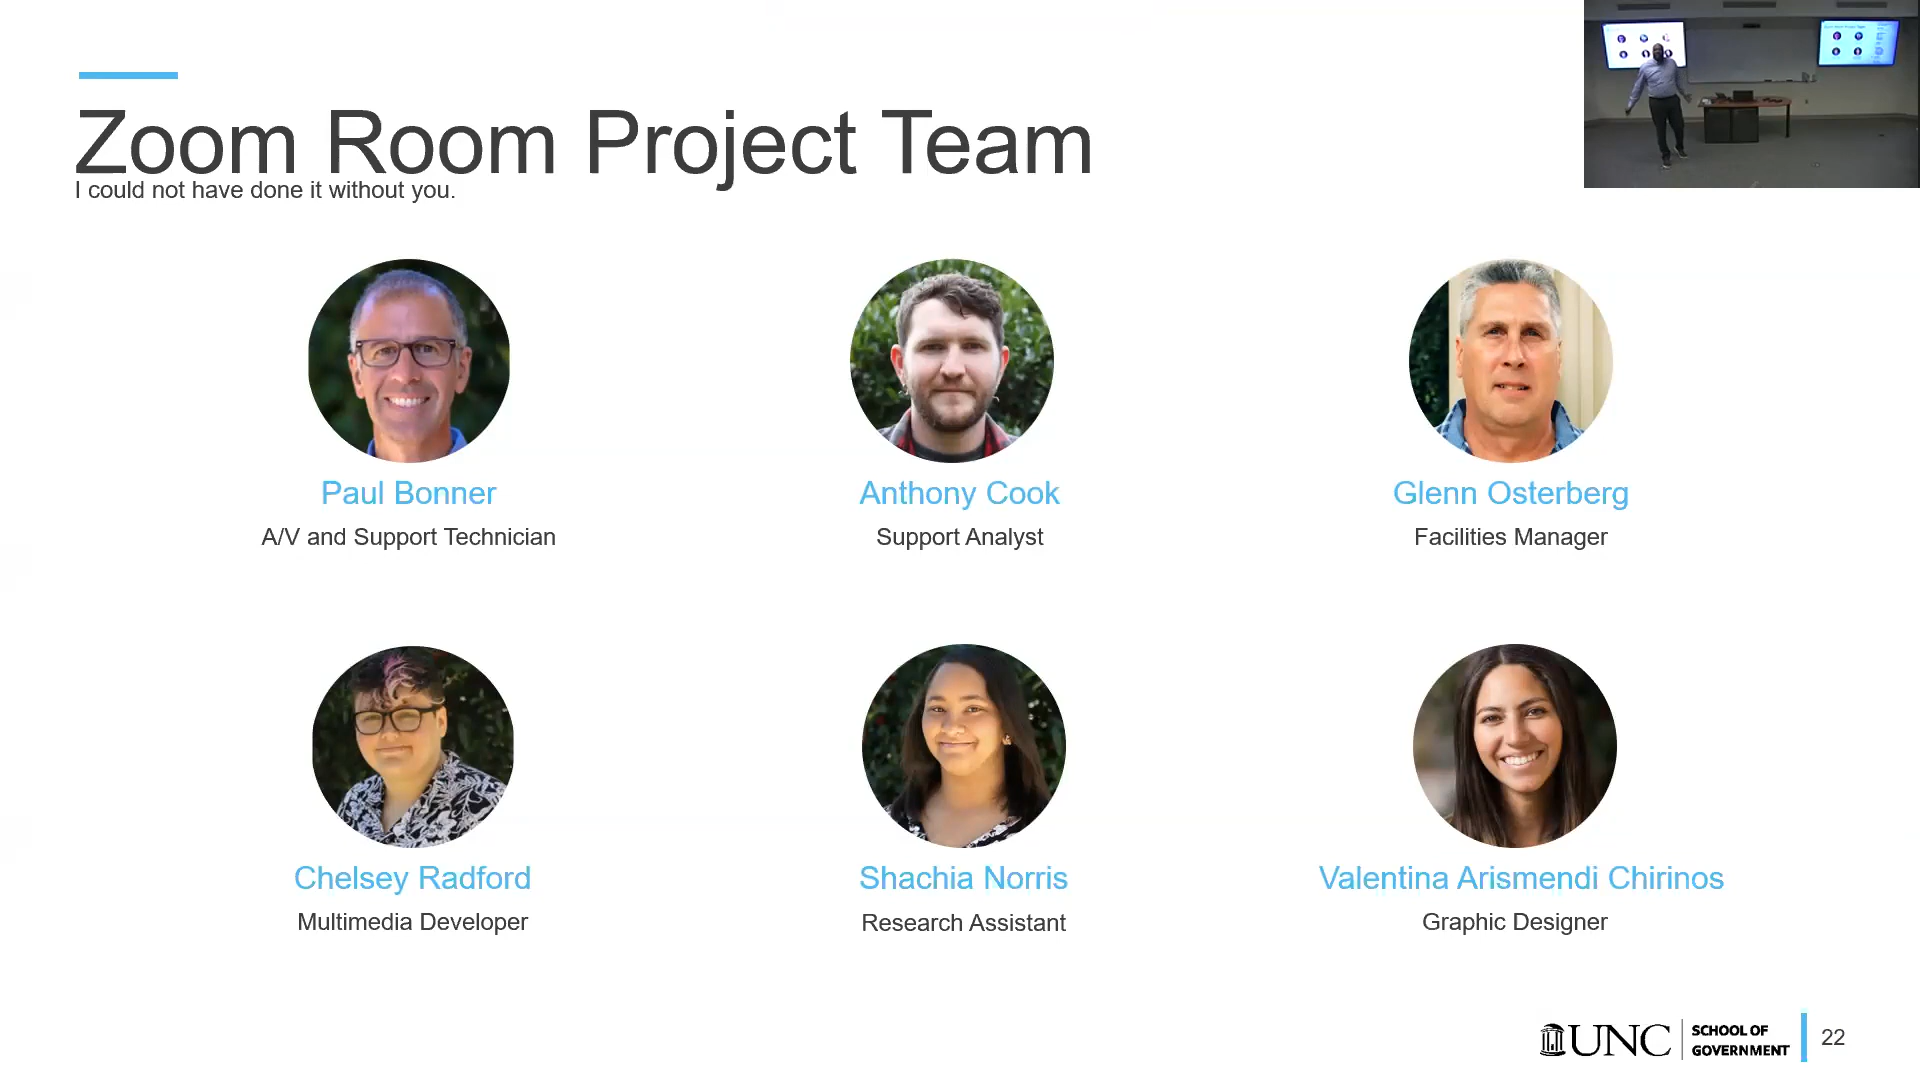 Zoom Room Project Team
I could not have done it without you.
Paul Bonner
A/V and Support Technician
Anthony Cook
Support Analyst
Glenn Osterberg
Facilities Manager
Chelsey Radford
Multimedia Developer
Shachia Norris
Research Assistant
Valentina Arismendi Chirinos
Graphic Designer
UNC
SCHOOL OF
GOVERNMENT
22